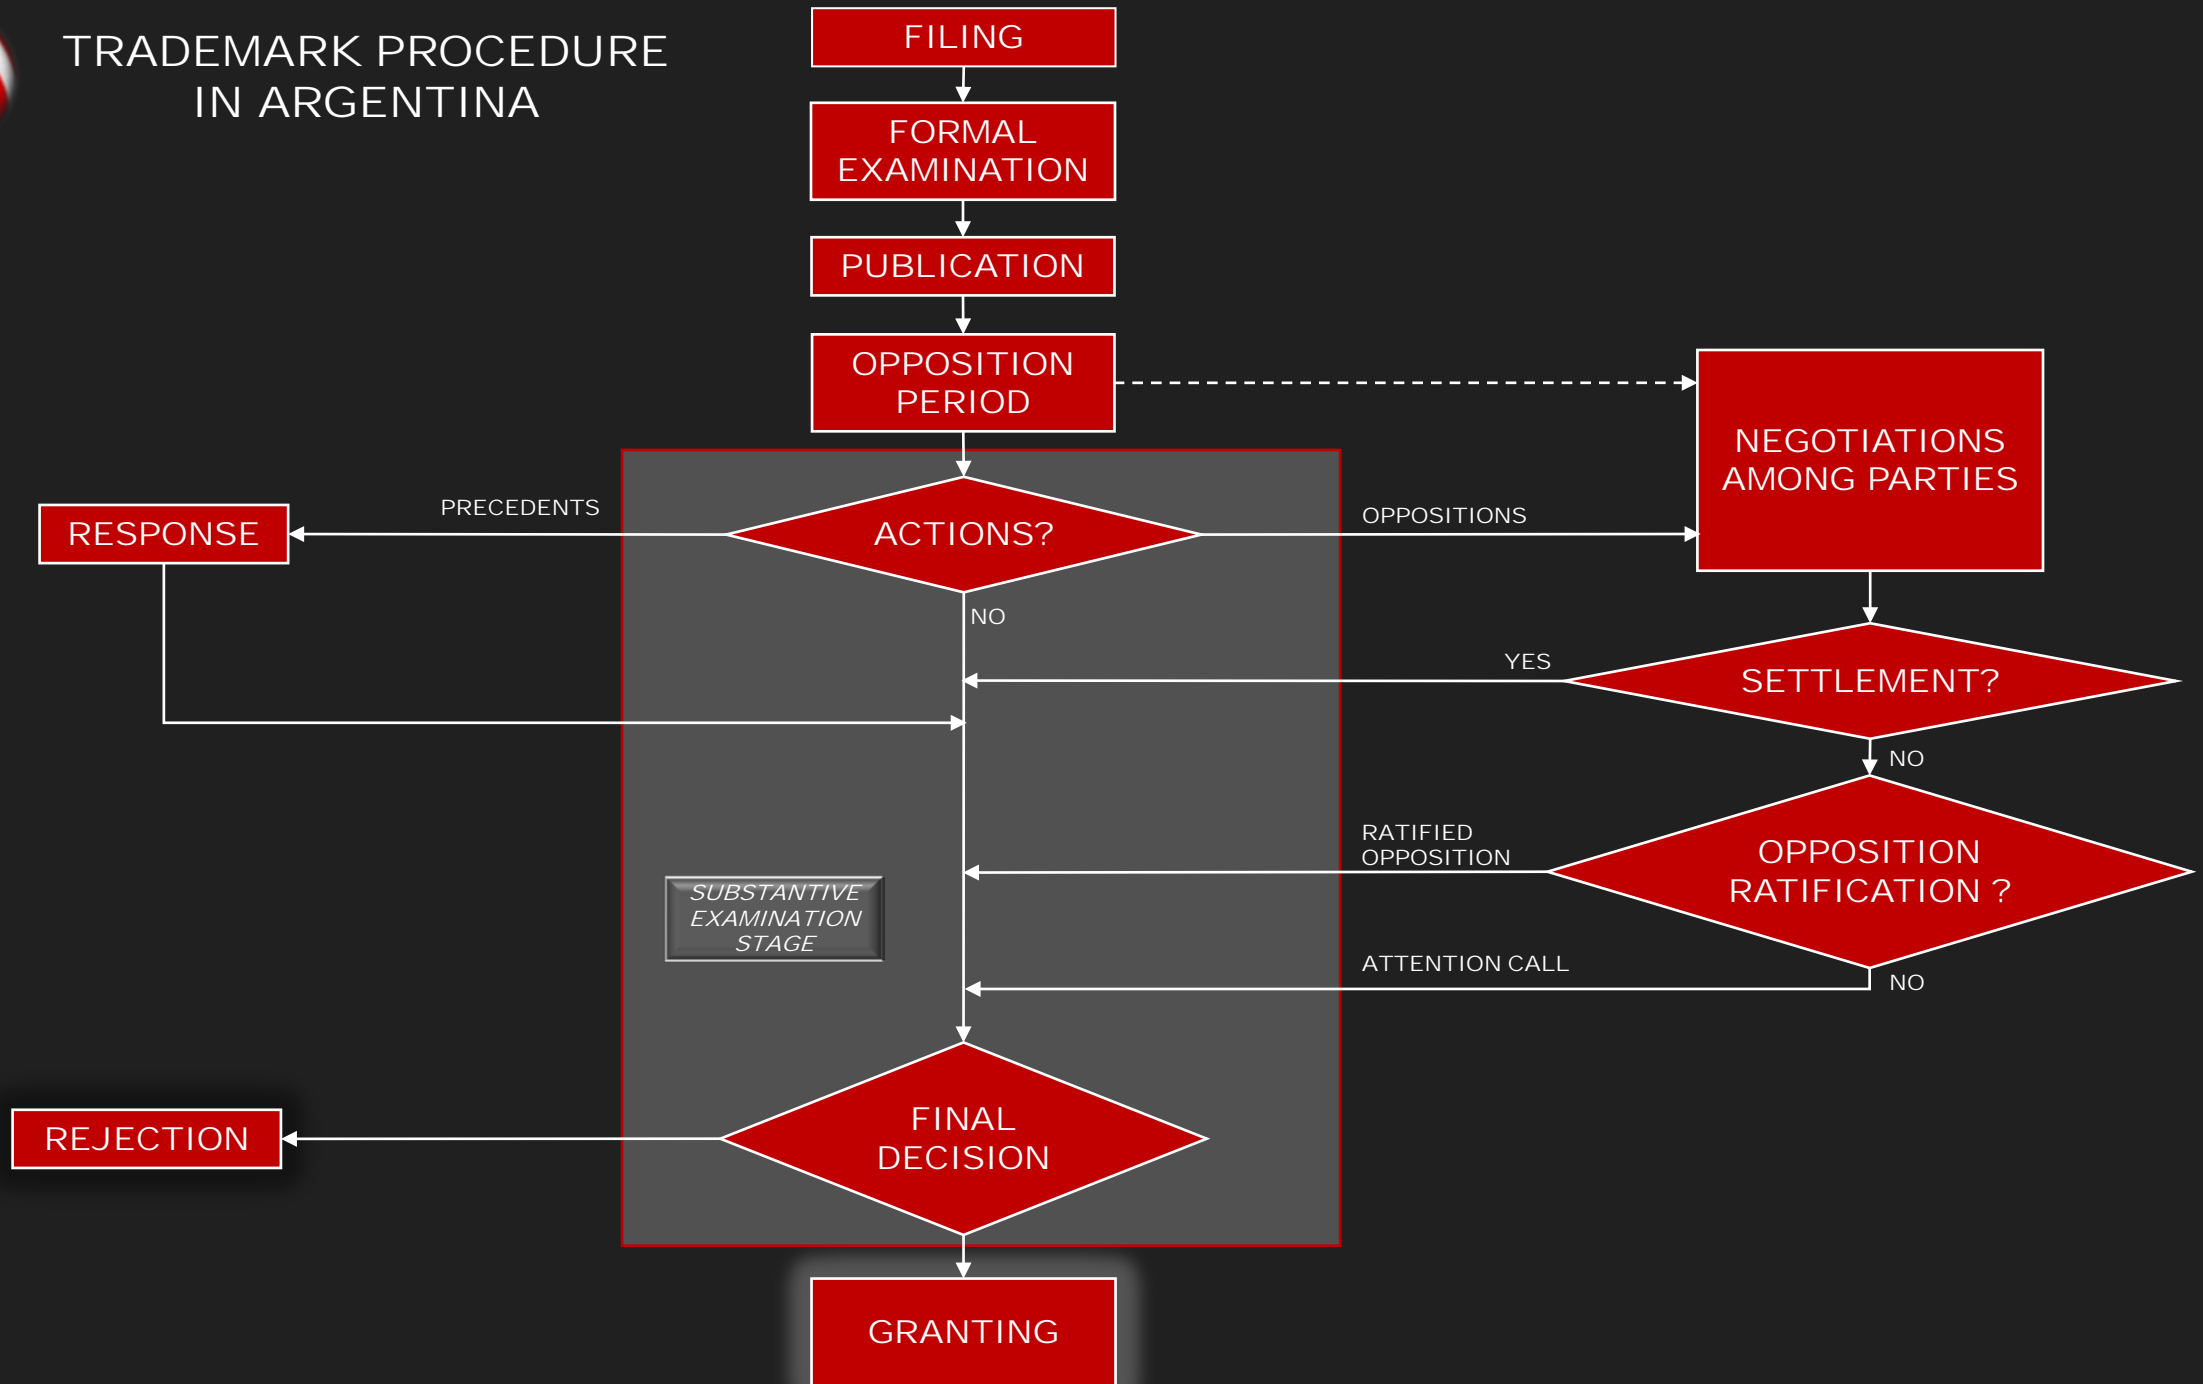 TRADEMARK PROCEDURE
IN ARGENTINA
FILING
FORMAL
EXAMINATION
PUBLICATION
OPPOSITION
PERIOD
NEGOTIATIONS
AMONG PARTIES
PRECEDENTS
OPPOSITIONS
RESPONSE
ACTIONS?
NO
YES
SETTLEMENT?
NO
RATIFIED
OPPOSITION
OPPOSITION
RATIFICATION ?
SUBSTANTIVE
EXAMINATION
STAGE
ATTENTION CALL
NO
FINAL
DECISION
REJECTION
GRANTING